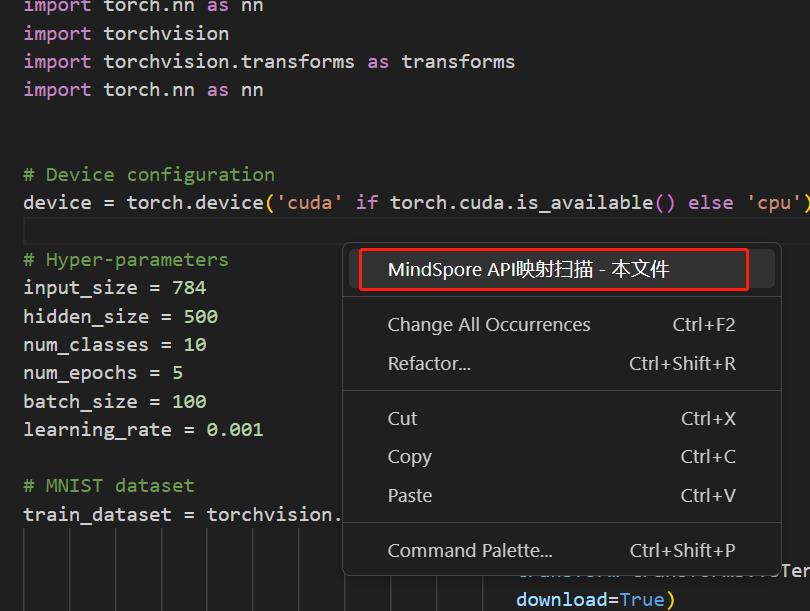 import torch.nn as nn
import torchvision
import torchvision.transforms as transforms
import torch.nn as nn
# Device configuration
device = torch.device('cuda' if torch.cuda.is_available() else 'cpu')
# Hyper-parameters
input_size = 784
hidden_size = 500
num_classes = 10
num_epochs = 5
batch_size = 100
learning_rate = 0.001
# MNIST dataset
train_dataset = torchvision.
MindSpore API映射扫描 - 本文件
Change All Occurrences Ctrl+F2
Refactor... Ctrl+Shift+R
Cut Ctrl+X
Copy Ctrl+C
Paste Ctrl+V
Command Palette... Ctrl+Shift+P
download=True)